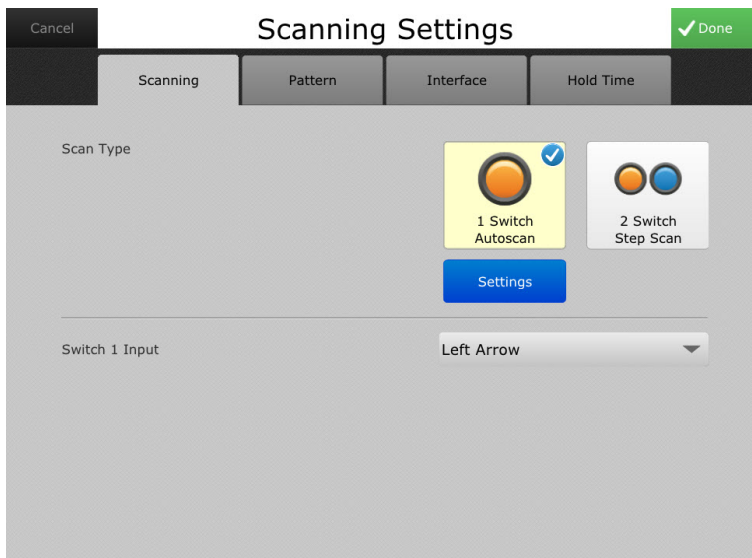 Cancel
Scanning Settings
Done
Scanning
Pattern
Interface
Hold Time
Scan Type
1 Switch
Autoscan
2 Switch
Step Scan
Settings
Switch 1 Input
Left Arrow